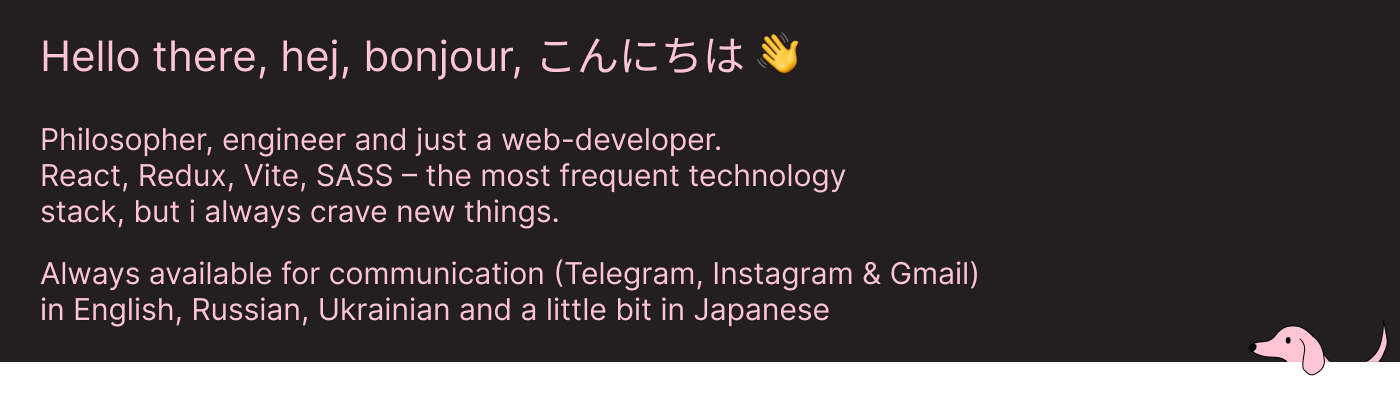 Hello there, hej, bonjour, こんにちは 👋
Philosopher, engineer and just a web-developer.
React, Redux, Vite, SASS – the most frequent technology
stack, but i always crave new things.
Always available for communication (Telegram, Instagram & Gmail)
in English, Russian, Ukrainian and a little bit in Japanese